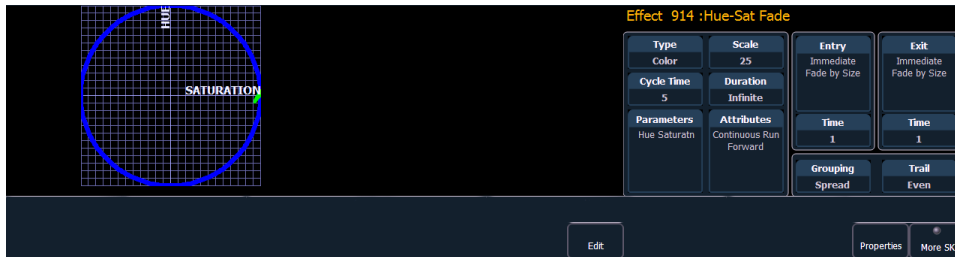 Effect 914 :Hue-Sat Fade
HUE
SATURATION
Type
Color
Scale
25
Entry
Immediate
Fade by Size
Exit
Immediate
Fade by Size
Cycle Time
5
Duration
Infinite
Parameters
Hue Saturatn
Attributes
Continuous Run
Forward
Time
1
Time
1
Grouping
Spread
Trail
Even
Edit
Properties
More SK